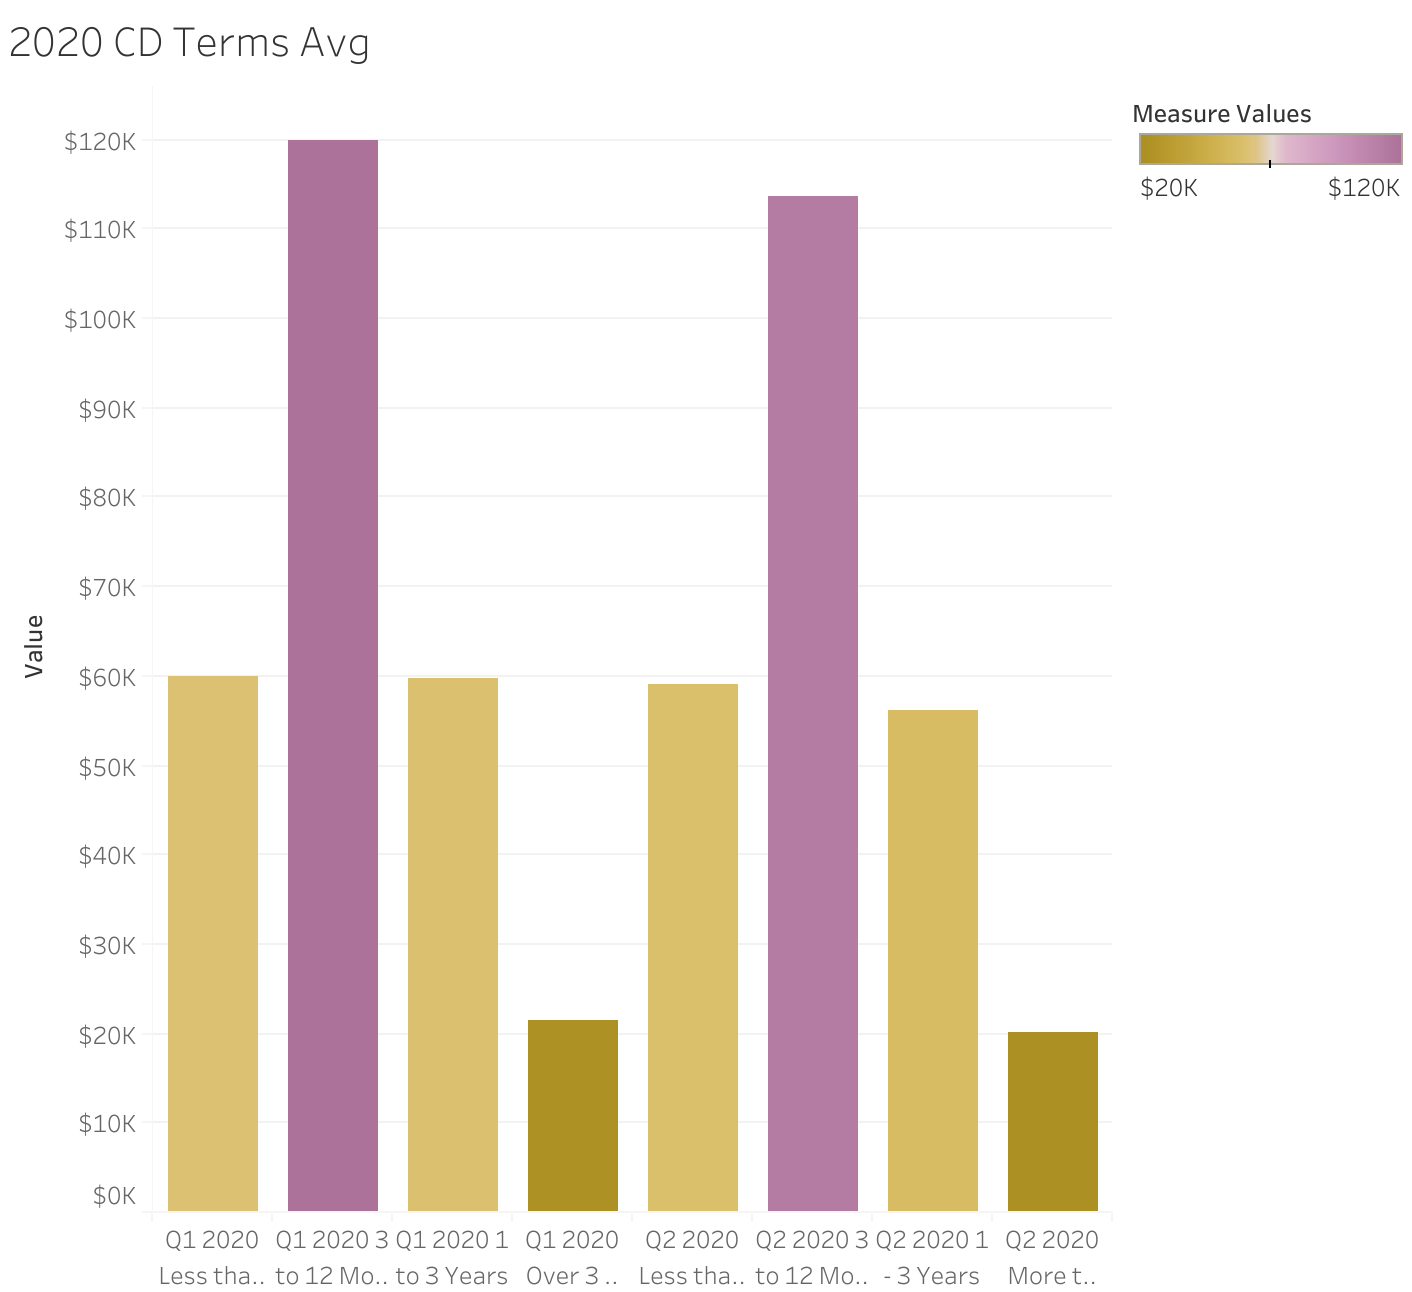 2020 CD Terms Avg
Measure Values
$20K $120K
$120K
$110K
$100K
$90K
$80K
$70K
$60K
$50K
$40K
$30K
$20K
$10K
$0K
Value
Q1 2020 Q1 2020 3 Q1 2020 1 Q1 2020 Q2 2020 Q2 2020 3 Q2 2020 1 Q2 2020
Less tha.. to 12 Mo.. to 3 Years Over 3 .. Less tha.. to 12 Mo.. - 3 Years More t..